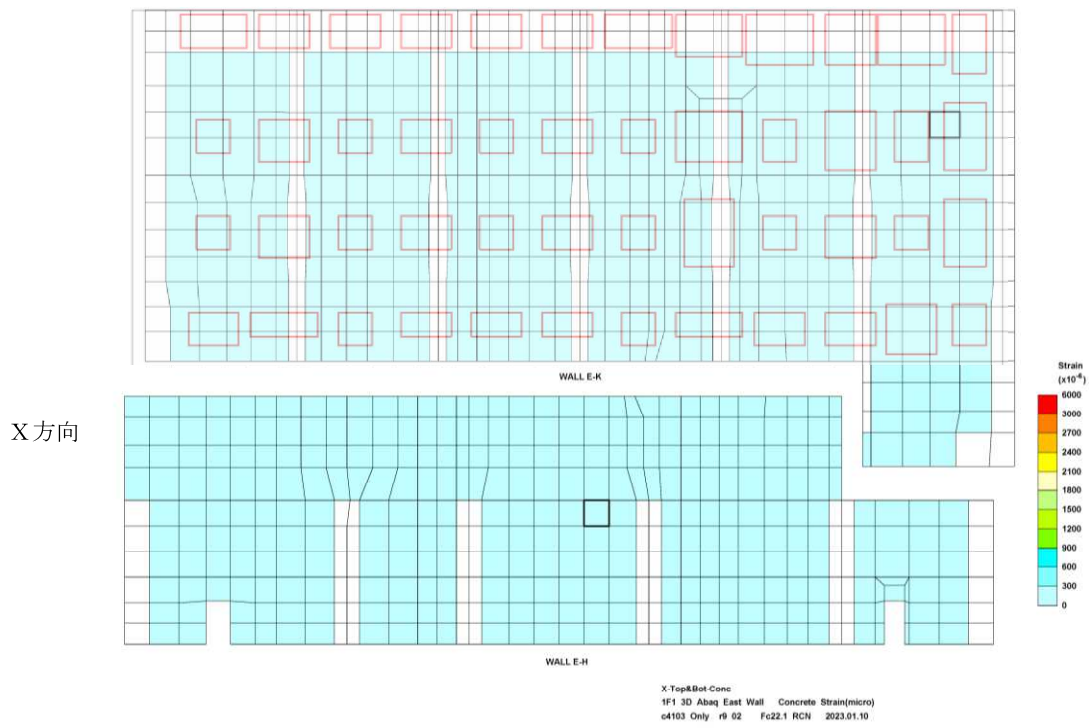 WALL E-K
Strain
(x10⁻⁶)
6000
3000
2700
2400
2100
1800
1500
1200
900
600
300
0
X方向
WALL E-H
X-Top&Bot-Conc
1F1 3D Abaq East Wall Concrete Strain(micro)
c4103 Only r9 02 Fc22.1 RCN 2023.01.10